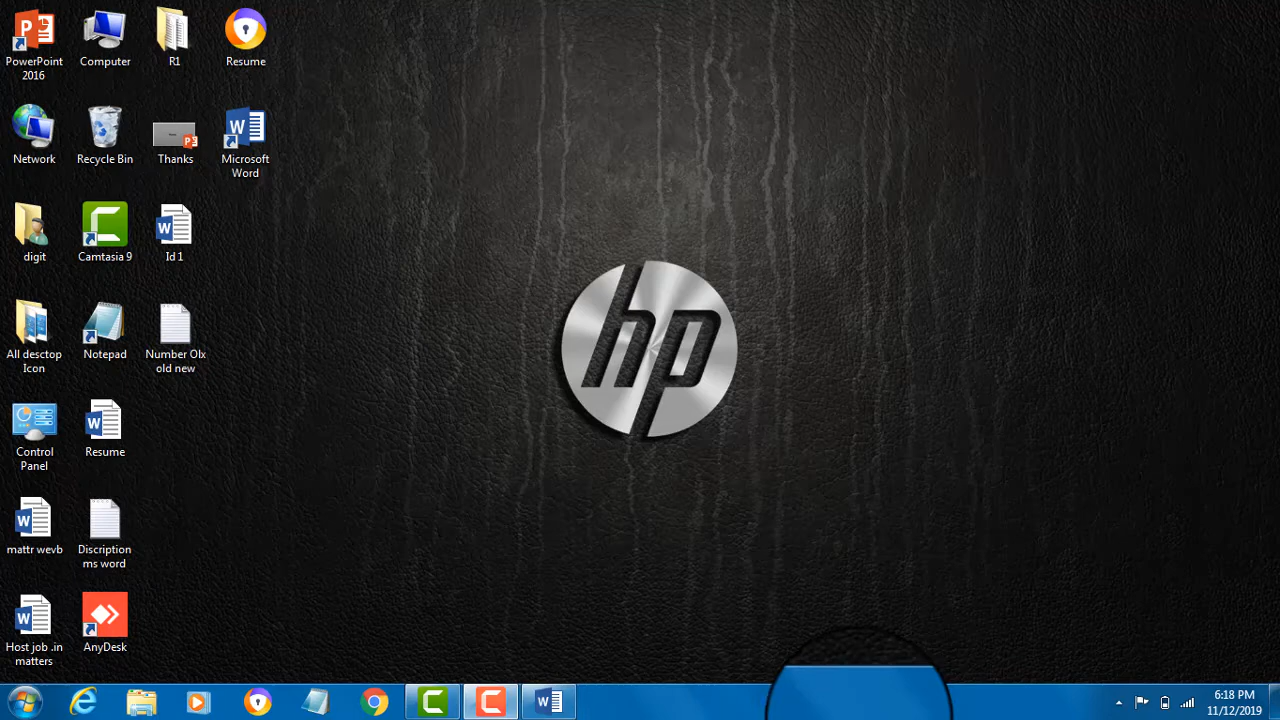 PowerPoint
2016
Computer
R1
Resume
Network
Recycle Bin
Thanks
Microsoft
Word
digit
Camtasia 9
Id 1
All desctop
Icon
Notepad
Number Olx
old new
Control
Panel
Resume
mattr wevb
Discription
ms word
Host job .in
matters
AnyDesk
hp
6:18 PM
11/12/2019